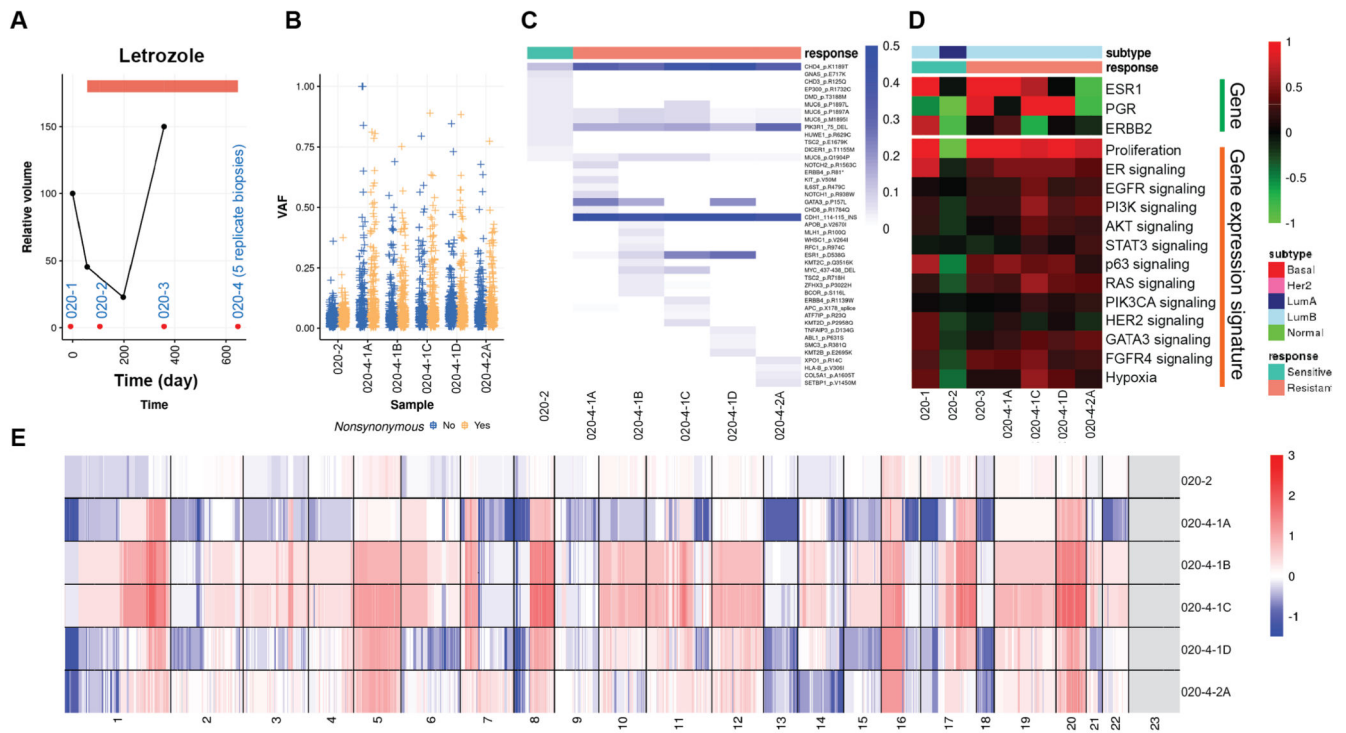 A
Letrozole
Relative volume
150
100
50
0
020-1
020-2
020-3
020-4 (5 replicate biopsies)
0
200
400
600
Time (day)
Time
B
VAF
1.00
0.75
0.50
0.25
0.00
020-2
020-4-1A
020-4-1B
020-4-1C
020-4-1D
020-4-2A
Sample
Nonsynonymous No Yes
C
response
CHD4_p.K1189T
GNAS_p.E717K
CHD3_p.R125Q
EP300_p.R1732C
DMD_p.T3188M
MUC6_p.P1897L
MUC6_p.P1897A
MUC6_p.M1895I
PIK3R1_75_DEL
HUWE1_p.R629C
TSC2_p.E1679K
DICER1_p.T1155M
MUC6_p.Q1904P
NOTCH2_p.R1563C
ERBB4_p.R81*
KIT_p.V50M
IL6ST_p.R479C
NOTCH1_p.R936W
GATA3_p.P157L
CHD8_p.R1784Q
CDH1_114-115_INS
APOB_p.V2670I
MLH1_p.R100Q
WHSC1_p.V264I
RFC1_p.R974C
ESR1_p.D538G
KMT2C_p.Q3516K
MYC_437-438_DEL
TSC2_p.R718H
ZFHX3_p.P3022H
BCOR_p.S116L
ERBB4_p.R1139W
APC_p.X178_splice
ATF7IP_p.R23Q
KMT2D_p.P2958Q
TNFAIP3_p.D134G
ABL1_p.P631S
SMC3_p.R381Q
KMT2B_p.E2685K
XPO1_p.R14C
HLA-B_p.V306I
COL5A1_p.A1605T
SETBP1_p.V1450M
020-2
020-4-1A
020-4-1B
020-4-1C
020-4-1D
020-4-2A
0.5
0.4
0.3
0.2
0.1
0
D
subtype
response
ESR1
PGR
ERBB2
Proliferation
ER signaling
EGFR signaling
PI3K signaling
AKT signaling
STAT3 signaling
p63 signaling
RAS signaling
PIK3CA signaling
HER2 signaling
GATA3 signaling
FGFR4 signaling
Hypoxia
Gene
Gene expression signature
020-1
020-2
020-3
020-4-1A
020-4-1C
020-4-1D
020-4-2A
1
0.5
0
-0.5
-1
subtype
Basal
Her2
LumA
LumB
Normal
response
Sensitive
Resistant
E
020-2
020-4-1A
020-4-1B
020-4-1C
020-4-1D
020-4-2A
1
2
3
4
5
6
7
8
9
10
11
12
13
14
15
16
17
18
19
20
21
22
23
3
2
1
0
-1